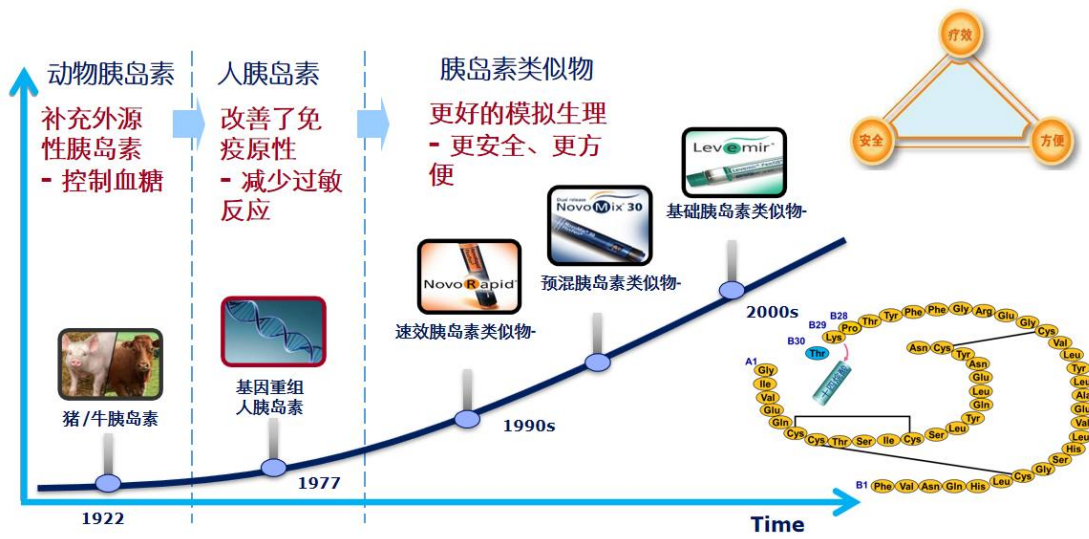 动物胰岛素
补充外源
性胰岛素
- 控制血糖
人胰岛素
改善了免
疫原性
- 减少过敏
反应
胰岛素类似物
更好的模拟生理
- 更安全、更方
便
疗效
安全
方便
Levemir
基础胰岛素类似物-
Dual release
NovoMix 30
预混胰岛素类似物-
NovoRapid
速效胰岛素类似物-
猪/牛胰岛素
基因重组
人胰岛素
1922
1977
1990s
2000s
Time
B28
B29
B30
Thr
Lys Pro Thr Tyr Phe Phe Gly Arg Glu Gly Cys Val Leu Tyr Leu Ala Glu Val Leu His Ser Gly Cys Leu His Gln Asn Val Phe
B1
A1
Gly Ile Val Glu Gln Cys Cys Thr Ser Ile Cys Ser Leu Tyr Gln Leu Glu Asn Tyr Cys Asn